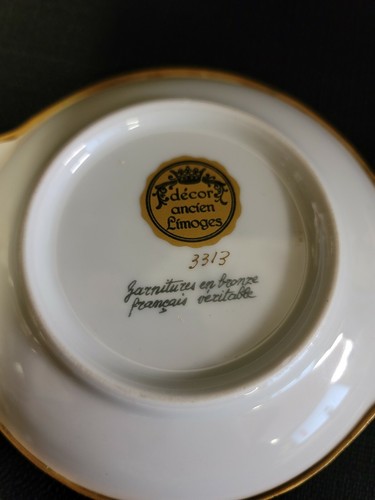 décor
ancien
Limoges
3313
Garnitures en bronze
français véritable